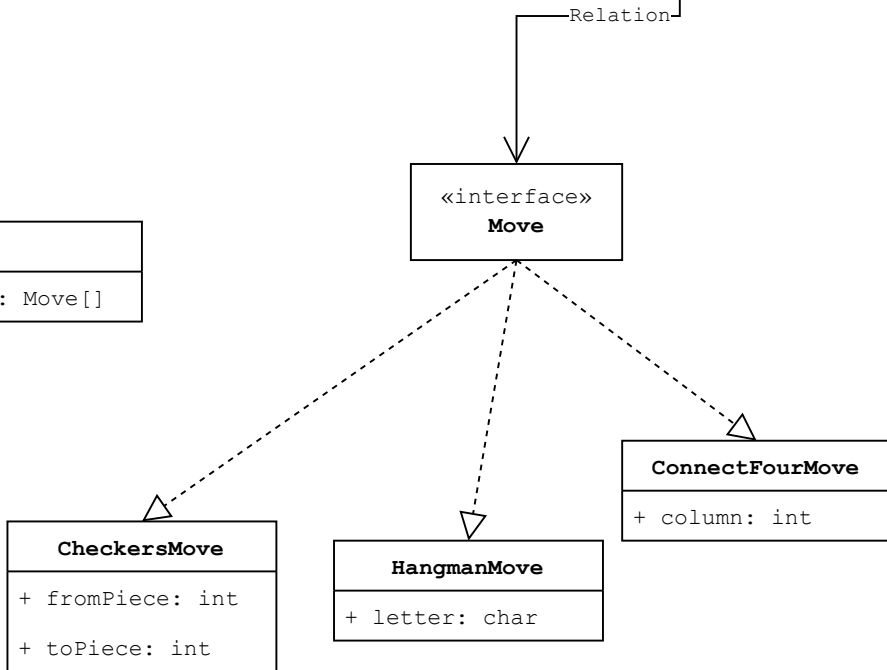 Relation
«interface»
Move
: Move[]
ConnectFourMove
+ column: int
CheckersMove
+ fromPiece: int
+ toPiece: int
HangmanMove
+ letter: char